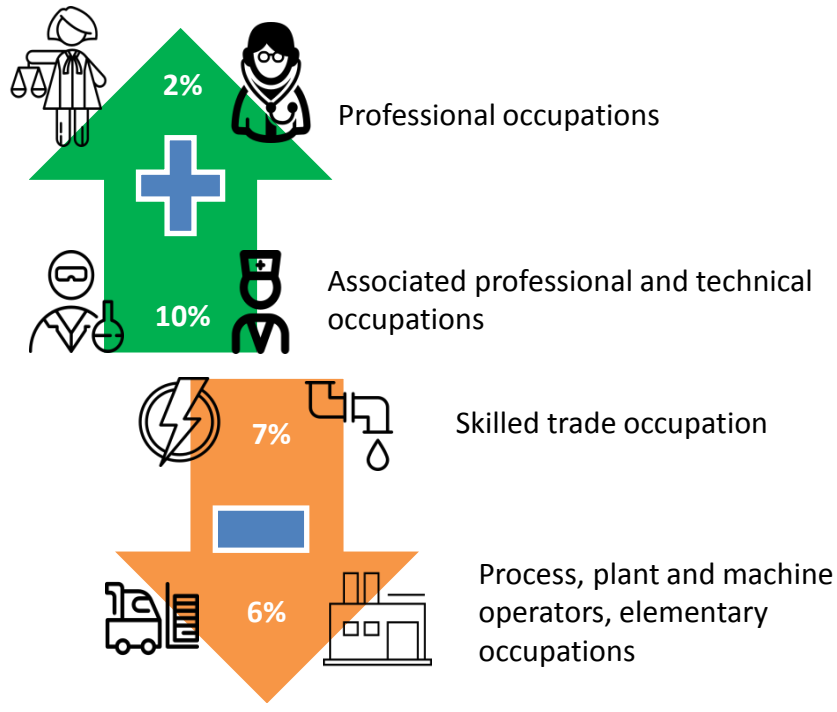 2%
Professional occupations
Associated professional and technical
occupations
10%
7%
Skilled trade occupation
6%
Process, plant and machine
operators, elementary
occupations